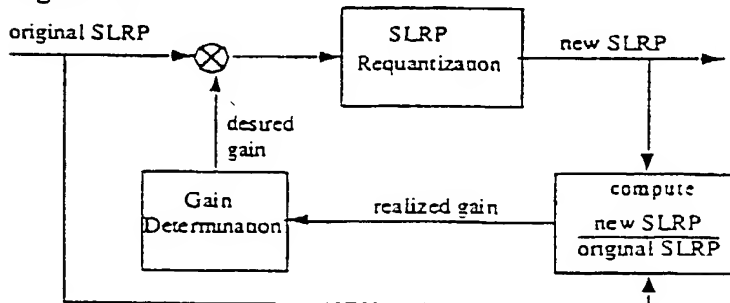 original SLRP
SLRP
Requantization
new SLRP
desired
gain
Gain
Determination
realized gain
compute
new SLRP
original SLRP